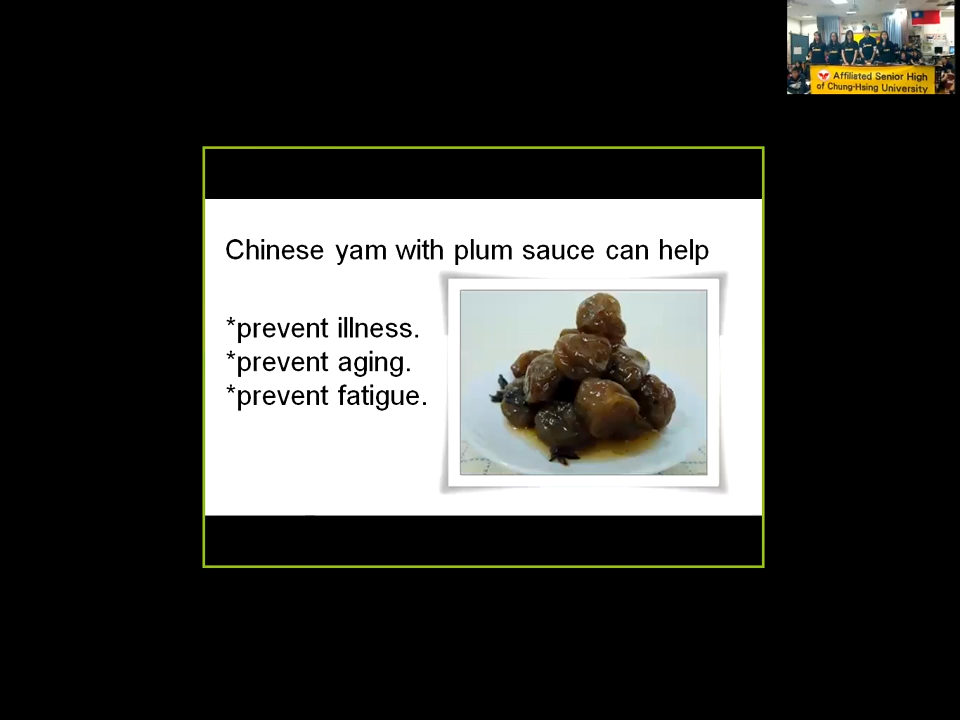 Affiliated Senior High
of Chung-Hsing University
Chinese yam with plum sauce can help
*prevent illness.
*prevent aging.
*prevent fatigue.